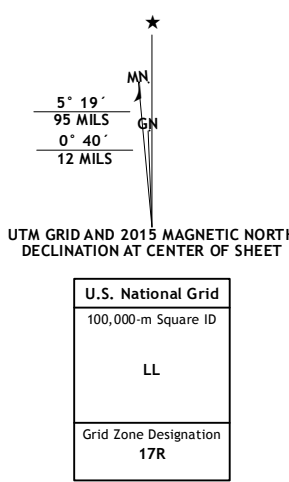 MN
5° 19´
95 MILS
GN
0° 40´
12 MILS
UTM GRID AND 2015 MAGNETIC NORTH
DECLINATION AT CENTER OF SHEET
U.S. National Grid
100,000-m Square ID
LL
Grid Zone Designation
17R